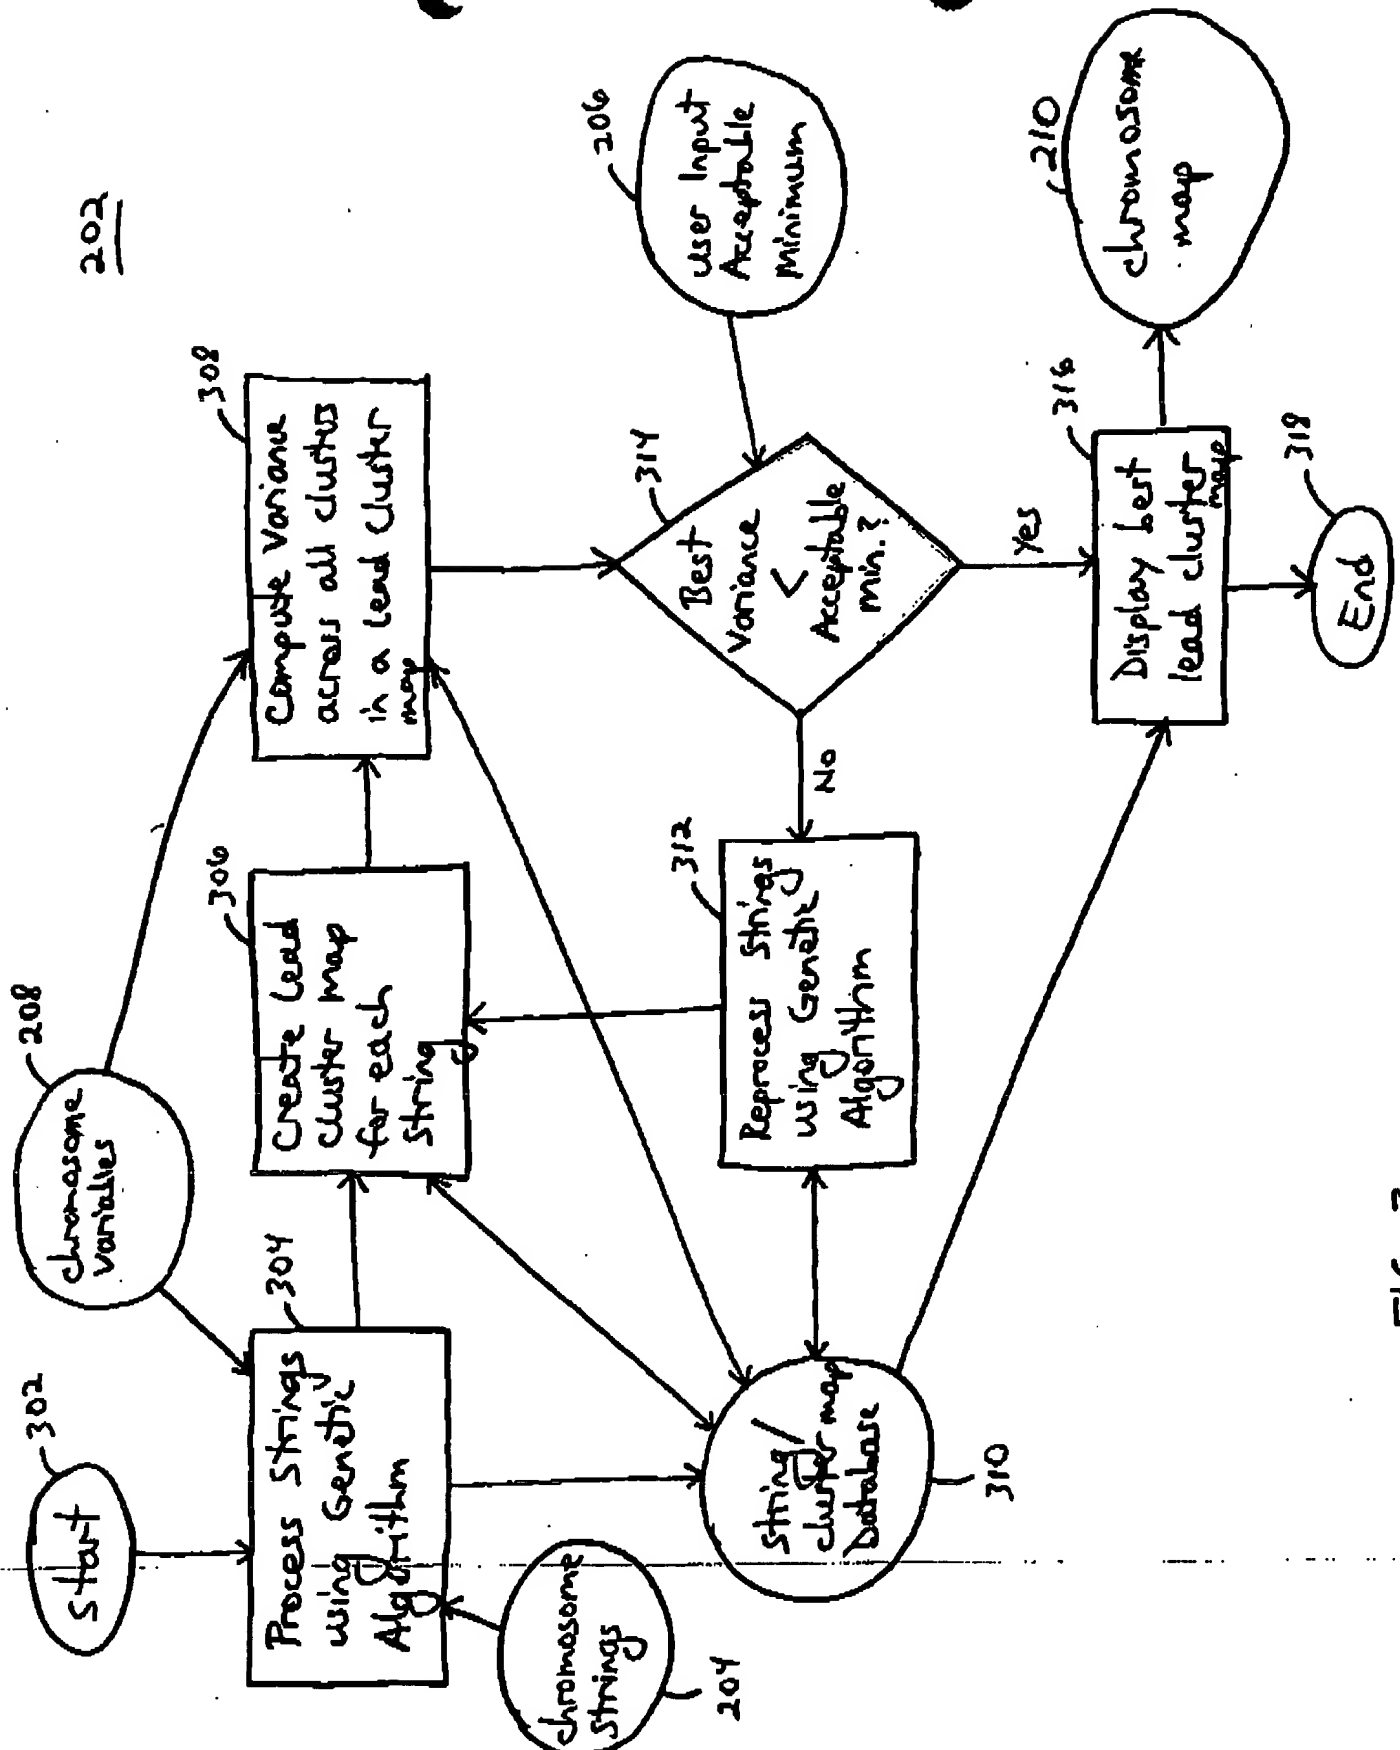 202
302
Start
208
chromosome
variables
304
Process Strings
using Genetic
Algorithm
306
Create Lead
cluster map
for each
String
308
Compute Variance
across all clusters
in a Lead cluster
map
204
chromosome
Strings
310
String /
cluster map
Database
312
Reprocess Strings
using Genetic
Algorithm
No
314
Best
Variance
<
Acceptable
min.?
Yes
206
User Input
Acceptable
minimum
316
Display best
lead cluster
map
210
chromosome
map
318
End